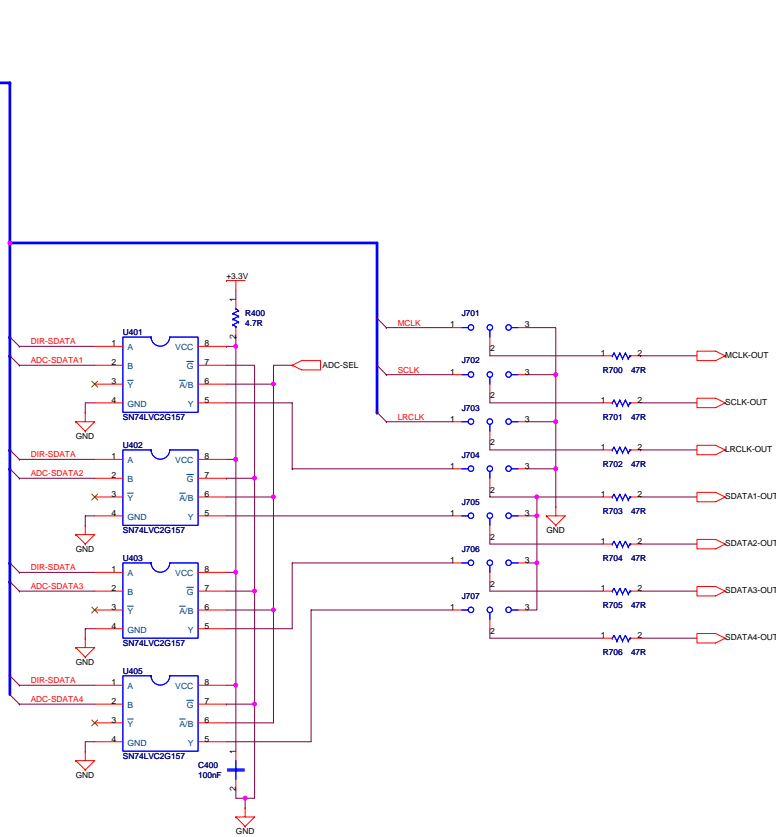 +3.3V
1
R400
4.7R
2
U401
DIR-SDATA 1 A VCC 8
ADC-SDATA1 2 B G 7
3 Y A/B 6
4 GND Y 5
GND
SN74LVC2G157
ADC-SEL
U402
DIR-SDATA 1 A VCC 8
ADC-SDATA2 2 B G 7
3 Y A/B 6
4 GND Y 5
GND
SN74LVC2G157
U403
DIR-SDATA 1 A VCC 8
ADC-SDATA3 2 B G 7
3 Y A/B 6
4 GND Y 5
GND
SN74LVC2G157
U405
DIR-SDATA 1 A VCC 8
ADC-SDATA4 2 B G 7
3 Y A/B 6
4 GND Y 5
GND
SN74LVC2G157
C400
100nF
1
2
GND
J701
MCLK 1 3
2
1 2 MCLK-OUT
R700 47R
J702
SCLK 1 3
2
1 2 SCLK-OUT
R701 47R
J703
LRCLK 1 3
2
1 2 LRCLK-OUT
R702 47R
J704
1 3
2
1 2 SDATA1-OUT
R703 47R
J705
1 3
2
GND
1 2 SDATA2-OUT
R704 47R
J706
1 3
2
1 2 SDATA3-OUT
R705 47R
J707
1 3
2
1 2 SDATA4-OUT
R706 47R